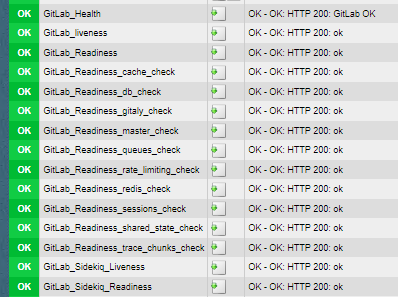 OK GitLab_Health OK - OK: HTTP 200: GitLab OK
OK GitLab_liveness OK - OK: HTTP 200: ok
OK GitLab_Readiness OK - OK: HTTP 200: ok
OK GitLab_Readiness_cache_check OK - OK: HTTP 200: ok
OK GitLab_Readiness_db_check OK - OK: HTTP 200: ok
OK GitLab_Readiness_gitaly_check OK - OK: HTTP 200: ok
OK GitLab_Readiness_master_check OK - OK: HTTP 200: ok
OK GitLab_Readiness_queues_check OK - OK: HTTP 200: ok
OK GitLab_Readiness_rate_limiting_check OK - OK: HTTP 200: ok
OK GitLab_Readiness_redis_check OK - OK: HTTP 200: ok
OK GitLab_Readiness_sessions_check OK - OK: HTTP 200: ok
OK GitLab_Readiness_shared_state_check OK - OK: HTTP 200: ok
OK GitLab_Readiness_trace_chunks_check OK - OK: HTTP 200: ok
OK GitLab_Sidekiq_Liveness OK - OK: HTTP 200: ok
OK GitLab_Sidekiq_Readiness OK - OK: HTTP 200: ok